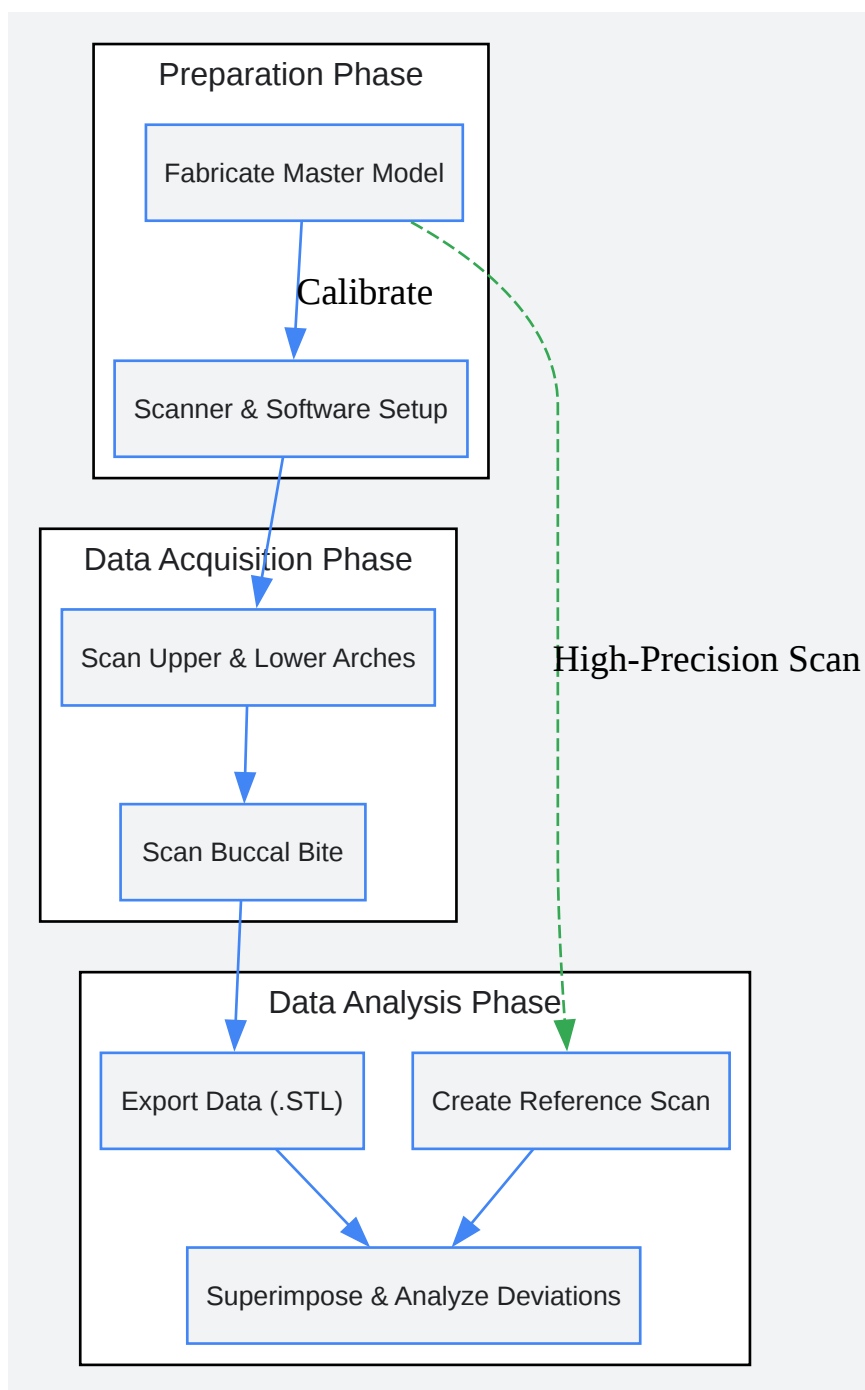 Preparation Phase
Fabricate Master Model
Calibrate
Scanner & Software Setup
Data Acquisition Phase
Scan Upper & Lower Arches
High-Precision Scan
Scan Buccal Bite
Data Analysis Phase
Export Data (.STL)
Create Reference Scan
Superimpose & Analyze Deviations